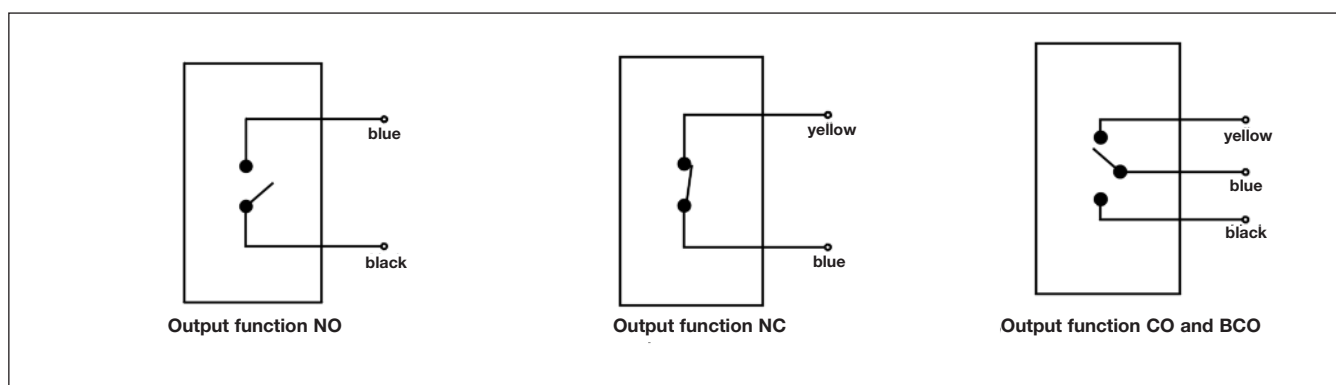 blue
black
Output function NO
yellow
blue
Output function NC
yellow
blue
black
Output function CO and BCO